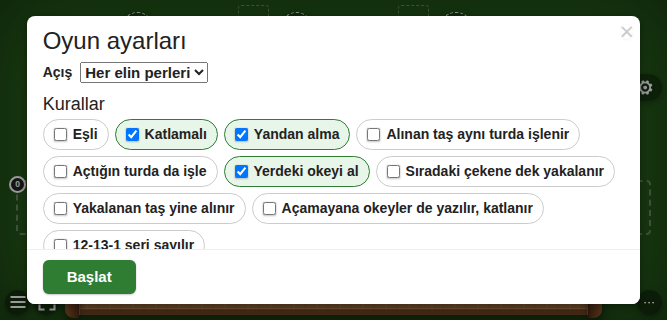 Oyun ayarları
×
Açış Her elin perleri
Kurallar
Eşli Katlamalı Yandan alma Alınan taş aynı turda işlenir
Açtığın turda da işle Yerdeki okeyi al Sıradaki çekene dek yakalanır
Yakalanan taş yine alınır Açamayana okeyler de yazılır, katlanır
12-13-1 seri sayılır
0
Başlat